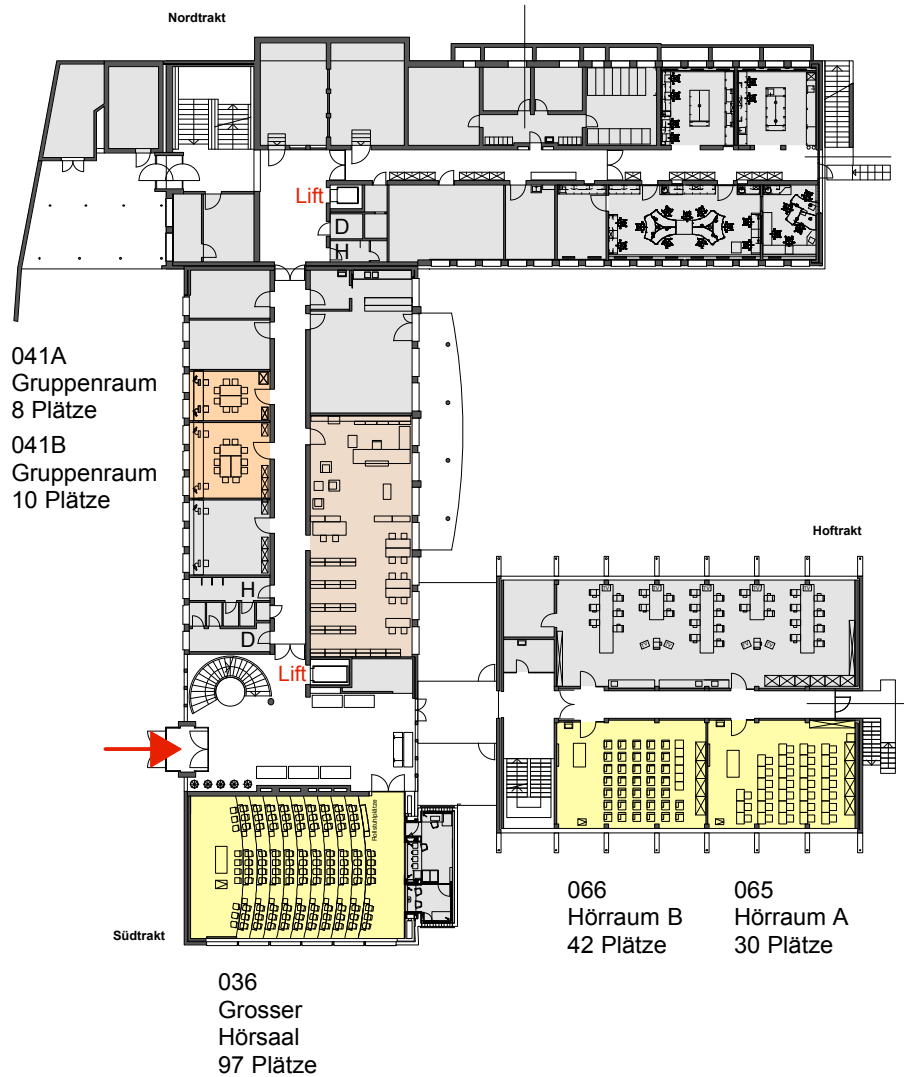 Nordtrakt
Lift
D
H
041A
Gruppenraum
8 Plätze
041B
Gruppenraum
10 Plätze
Hoftrakt
H
D
Lift
Rollstuhlplätze
066
Hörraum B
42 Plätze
065
Hörraum A
30 Plätze
Südtrakt
036
Grosser
Hörsaal
97 Plätze